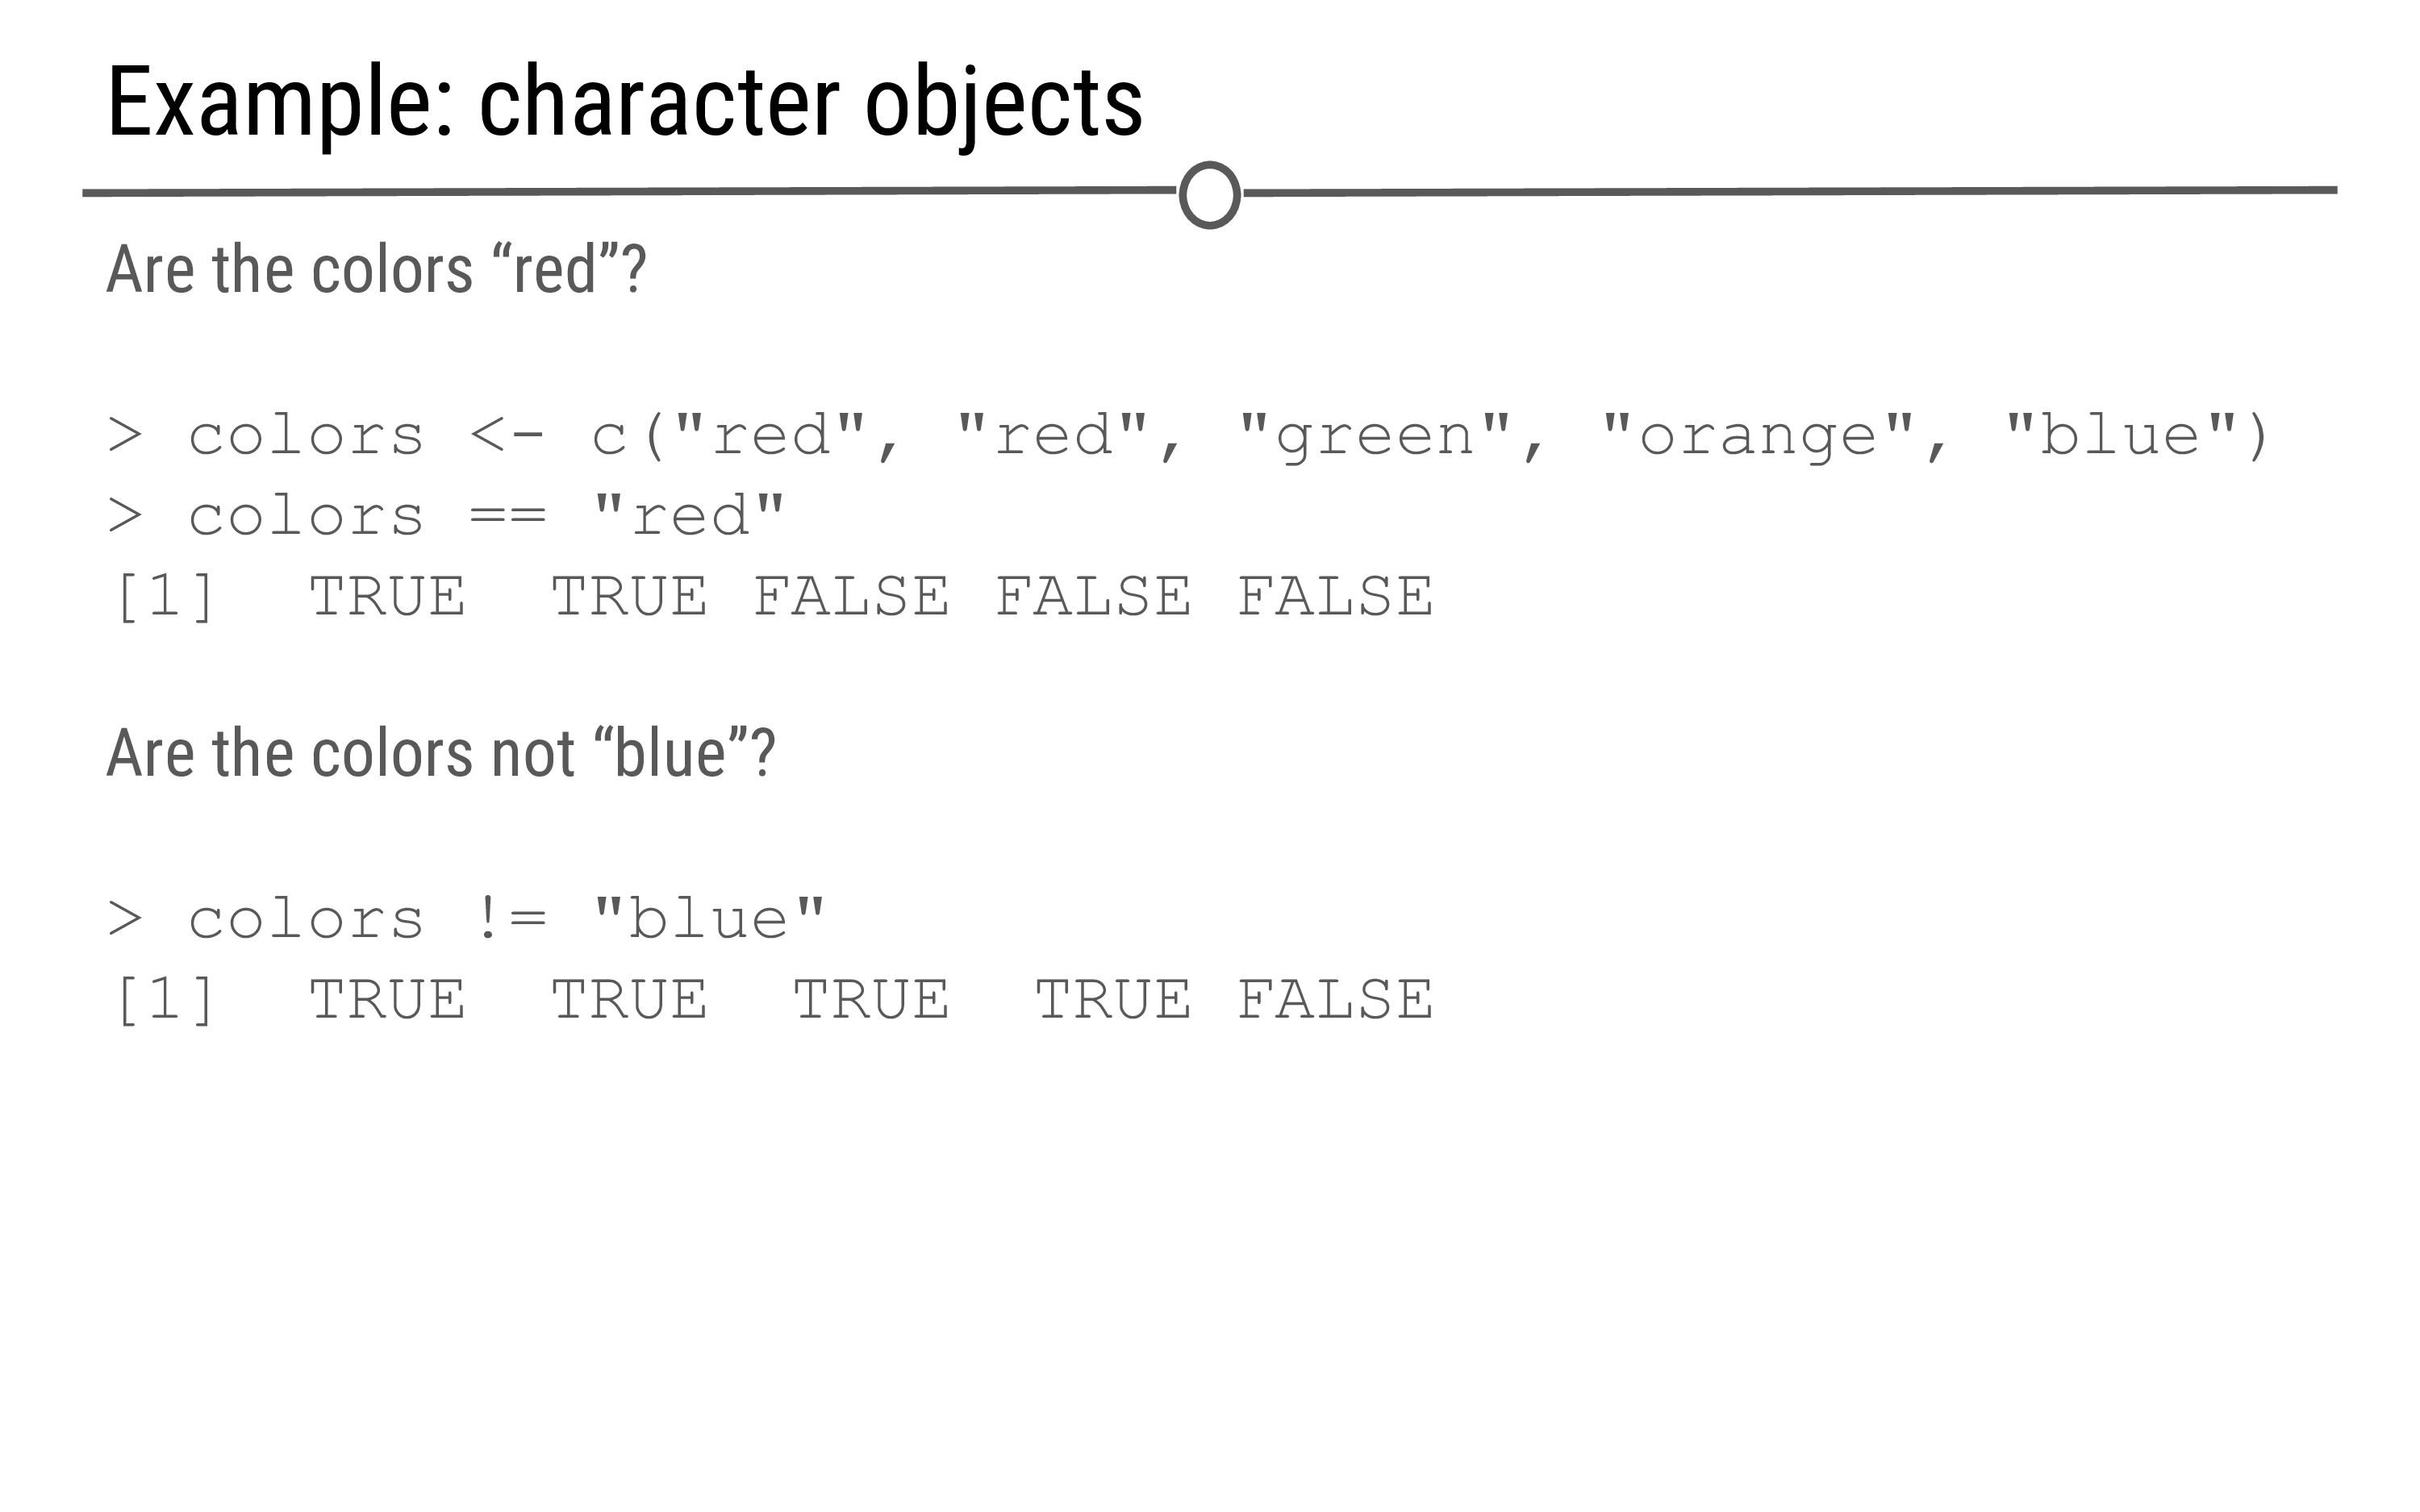 Example: character objects
Are the colors “red”?
> colors <- c("red", "red", "green", "orange", "blue")
> colors == "red"
[1]  TRUE  TRUE FALSE FALSE FALSE
Are the colors not “blue”?
> colors != "blue"
[1]  TRUE  TRUE  TRUE  TRUE FALSE